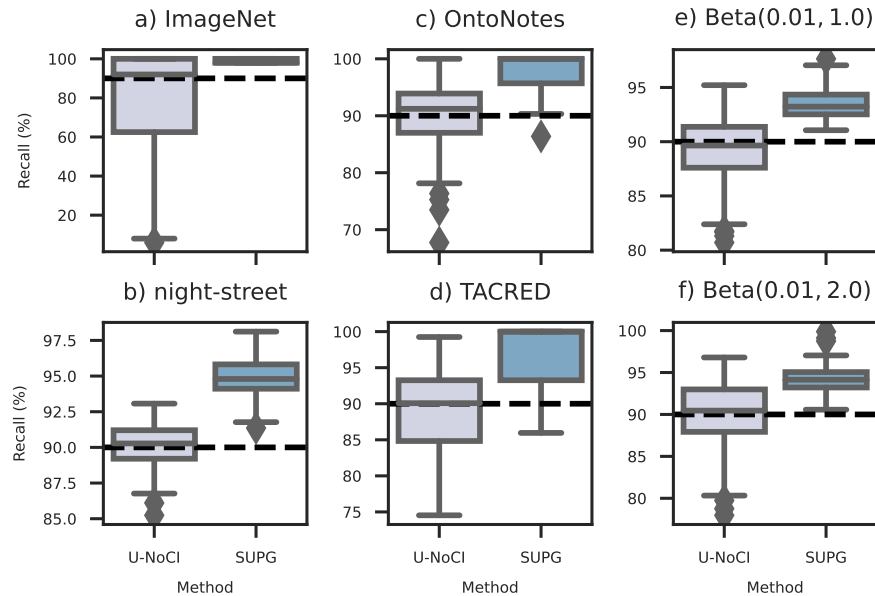 a) ImageNet
c) OntoNotes
e) Beta(0.01, 1.0)
100
80
60
40
20
Recall (%)
100
90
80
70
95
90
85
80
b) night-street
d) TACRED
f) Beta(0.01, 2.0)
97.5
95.0
92.5
90.0
87.5
85.0
Recall (%)
100
95
90
85
80
75
100
95
90
85
80
U-NoCI SUPG
U-NoCI SUPG
U-NoCI SUPG
Method
Method
Method